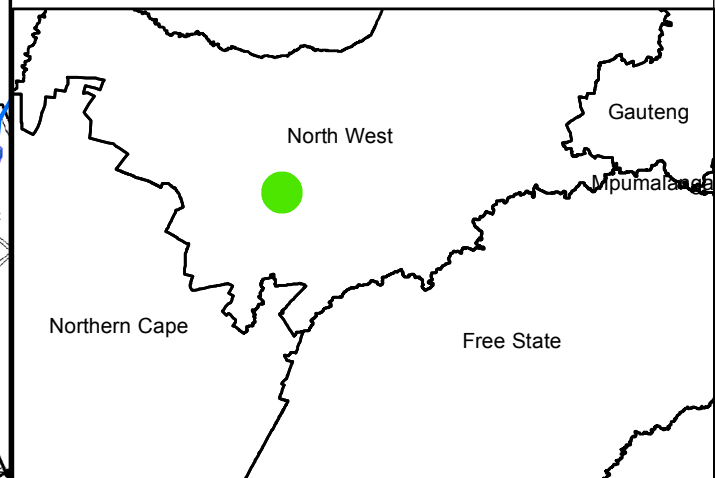 Gauteng
North West
Mpumalanga
Northern Cape
Free State